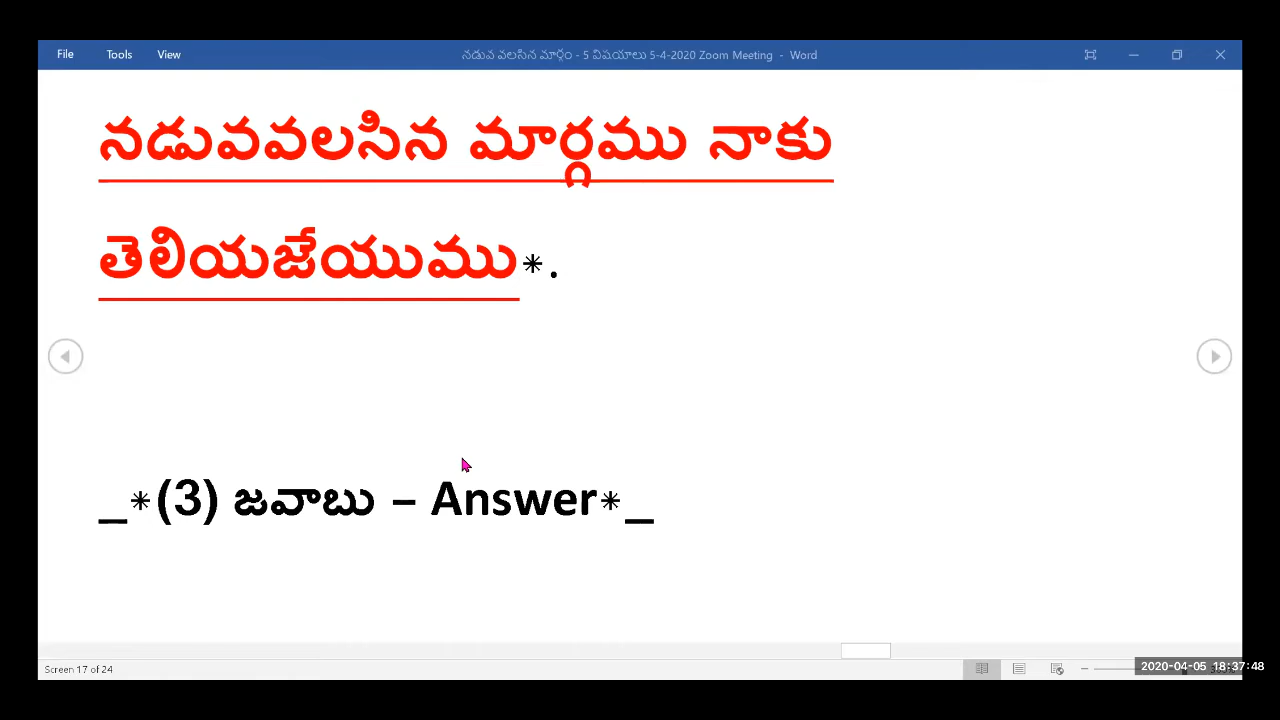 File Tools View నడువ వలసిన మార్గం - 5 విషయాలు 5-4-2020 Zoom Meeting - Word
నడువవలసిన మార్గము నాకు
తెలియజేయుము*.
_*(3) జవాబు – Answer*_
Screen 17 of 24
2020-04-05 18:37:48